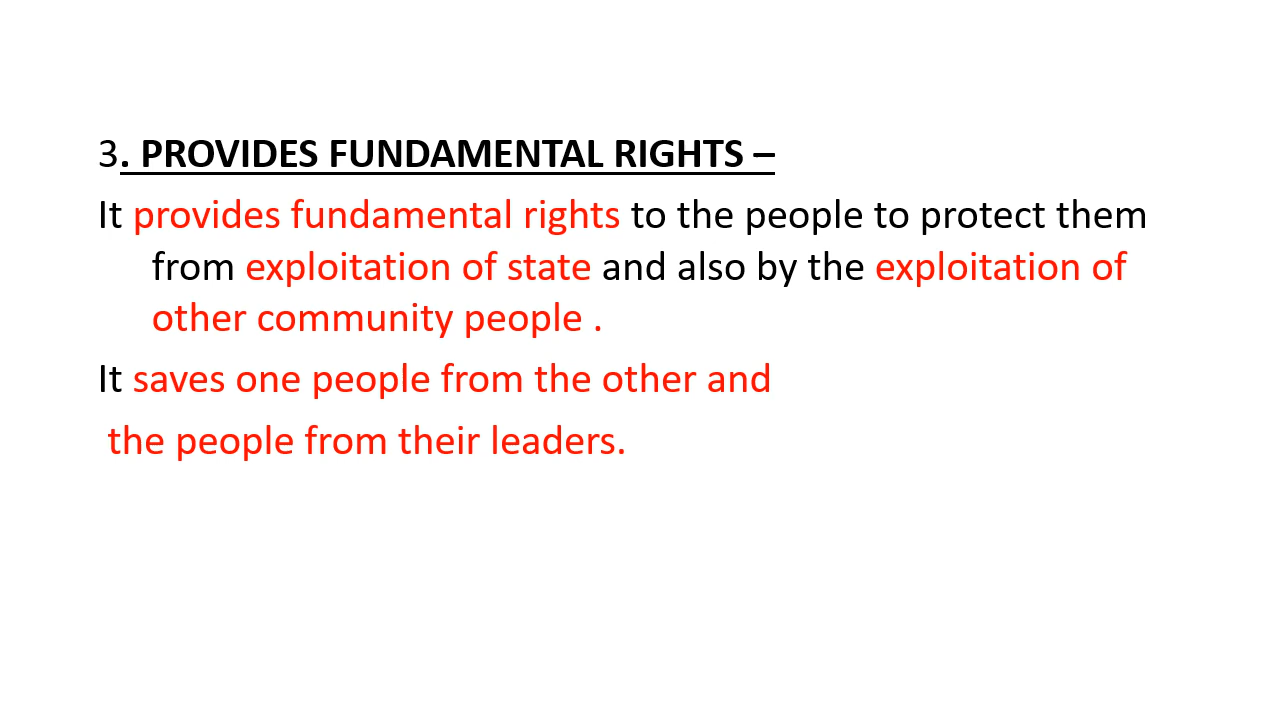 3. PROVIDES FUNDAMENTAL RIGHTS –
It provides fundamental rights to the people to protect them
from exploitation of state and also by the exploitation of
other community people .
It saves one people from the other and
the people from their leaders.